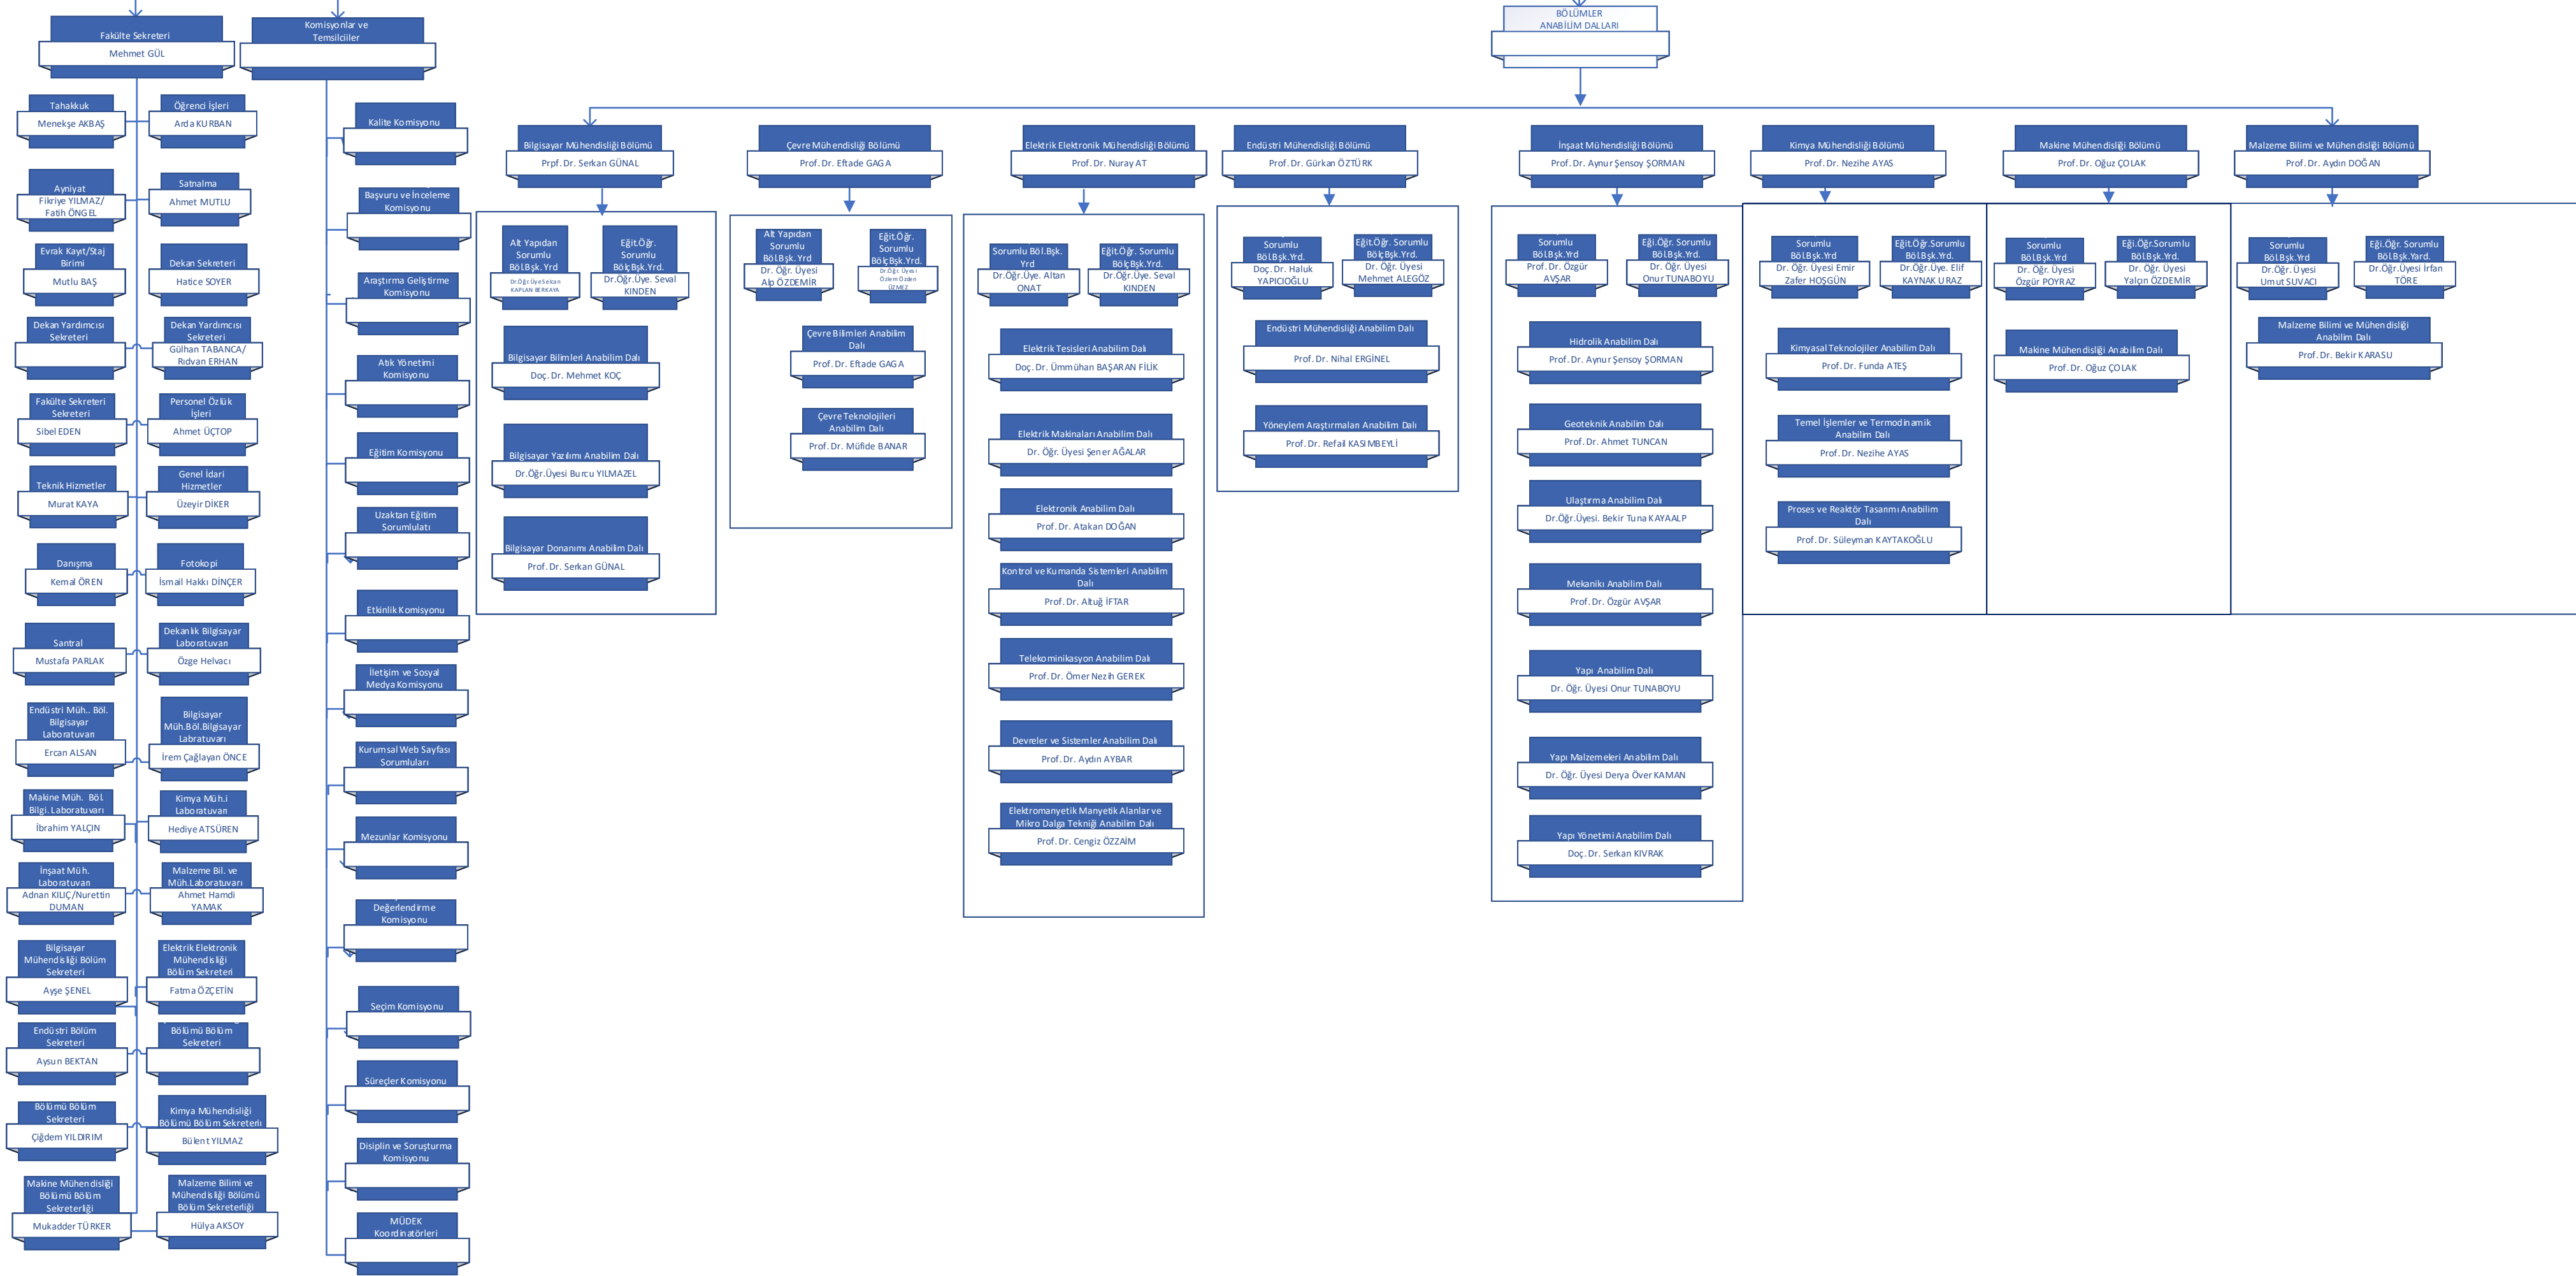 Fakülte Sekreteri
Mehmet GÜL
Komisyonlar ve
Temsilciiler
BÖLÜMLER
ANABİLİM DALLARI
Tahakkuk
Menekşe AKBAŞ
Öğrenci İşleri
Arda KURBAN
Ayniyat
Fikriye YILMAZ/
Fatih ÖNGEL
Satnalma
Ahmet MUTLU
Evrak Kayıt/Staj
Birimi
Mutlu BAŞ
Dekan Sekreteri
Hatice SOYER
Dekan Yardımcısı
Sekreteri
Dekan Yardımcısı
Sekreteri
Gülhan TABANCA/
Rıdvan ERHAN
Fakülte Sekreteri
Sekreteri
Sibel EDEN
Personel Özlük
İşleri
Ahmet ÜÇTOP
Teknik Hizmetler
Murat KAYA
Genel İdari
Hizmetler
Üzeyir DİKER
Danışma
Kemal ÖREN
Fotokopi
İsmail Hakkı DİNÇER
Santral
Mustafa PARLAK
Dekanlık Bilgisayar
Laboratuvarı
Özge Helvacı
Endüstri Müh.. Böl.
Bilgisayar
Laboratuvarı
Ercan ALSAN
Bilgisayar
Müh.Böl.Bilgisayar
Labratuvarı
İrem Çağlayan ÖNCE
Makine Müh. Böl.
Bilgi. Laboratuvarı
İbrahim YALÇIN
Kimya Müh.i
Laboratuvarı
Hediye ATSÜREN
İnşaat Müh.
Laboratuvarı
Adnan KILIÇ/Nurettin
DUMAN
Malzeme Bil. ve
Müh.Laboratuvarı
Ahmet Hamdi
YAMAK
Bilgisayar
Mühendisliği Bölüm
Sekreteri
Ayşe ŞENEL
Elektrik Elektronik
Mühendisliği
Bölüm Sekreteri
Fatma ÖZÇETİN
Endüstri Bölüm
Sekreteri
Aysun BEKTAN
Bölümü Bölüm
Sekreteri
Bölümü Bölüm
Sekreteri
Çiğdem YILDIRIM
Kimya Mühendisliği
Bölümü Bölüm Sekreteri
Bülent YILMAZ
Makine Mühendisliği
Bölümü Bölüm
Sekreterliği
Mukadder TÜRKER
Malzeme Bilimi ve
Mühendisliği Bölümü
Bölüm Sekreterliği
Hülya AKSOY
Kalite Komisyonu
Başvuru ve İnceleme
Komisyonu
Araştırma Geliştirme
Komisyonu
Atık Yönetimi
Komisyonu
Eğitim Komisyonu
Uzaktan Eğitim
Sorumlulatı
Etkinlik Komisyonu
İletişim ve Sosyal
Medya Komisyonu
Kurumsal Web Sayfası
Sorumluları
Mezunlar Komisyonu
Değerlendirme
Komisyonu
Seçim Komisyonu
Süreçler Komisyonu
Disiplin ve Soruşturma
Komisyonu
MÜDEK
Koordinatörleri
Bilgisayar Mühendisliği Bölümü
Prpf. Dr. Serkan GÜNAL
Alt Yapıdan
Sorumlu
Böl.Bşk.Yrd
Dr.Öğr.Üye Selcan
KAPLAN BERKAYA
Eğit.Öğr.
Sorumlu
BölçBşk.Yrd.
Dr.Öğr.Üye. Seval
KINDEN
Bilgisayar Bilimleri Anabilim Dalı
Doç. Dr. Mehmet KOÇ
Bilgisayar Yazılımı Anabilim Dalı
Dr.Öğr.Üyesi Burcu YILMAZEL
Bilgisayar Donanımı Anabilim Dalı
Prof. Dr. Serkan GÜNAL
Çevre Mühendisliği Bölümü
Prof. Dr. Eftade GAGA
Alt Yapıdan
Sorumlu
Böl.Bşk.Yrd
Dr. Öğr. Üyesi
Alp ÖZDEMİR
Eğit.Öğr.
Sorumlu
BölçBşk.Yrd.
Dr.Öğr. Üyesi
Özlem Özden
ÜZMEZ
Çevre Bilimleri Anabilim
Dalı
Prof. Dr. Eftade GAGA
Çevre Teknolojileri
Anabilim Dalı
Prof. Dr. Müfide BANAR
Elektrik Elektronik Mühendisliği Bölümü
Prof. Dr. Nuray AT
Sorumlu Böl.Bşk.
Yrd
Dr.Öğr.Üye. Altan
ONAT
Eğit.Öğr. Sorumlu
BölçBşk.Yrd.
Dr.Öğr.Üye. Seval
KINDEN
Elektrik Tesisleri Anabilim Dalı
Doç. Dr. Ümmühan BAŞARAN FİLİK
Elektrik Makinaları Anabilim Dalı
Dr. Öğr. Üyesi Şener AĞALAR
Elektronik Anabilim Dalı
Prof. Dr. Atakan DOĞAN
Kontrol ve Kumanda Sistemleri Anabilim
Dalı
Prof. Dr. Altuğ İFTAR
Telekominikasyon Anabilim Dalı
Prof. Dr. Ömer Nezih GEREK
Devreler ve Sistemler Anabilim Dalı
Prof. Dr. Aydın AYBAR
Elektromanyetik Manyetik Alanlar ve
Mikro Dalga Tekniği Anabilim Dalı
Prof. Dr. Cengiz ÖZZAİM
Endüstri Mühendisliği Bölümü
Prof. Dr. Gürkan ÖZTÜRK
Sorumlu
Böl.Bşk.Yrd.
Doç. Dr. Haluk
YAPICIOĞLU
Eğit.Öğr. Sorumlu
BölçBşk.Yrd.
Dr. Öğr. Üyesi
Mehmet ALEGÖZ
Endüstri Mühendisliği Anabilim Dalı
Prof. Dr. Nihal ERGİNEL
Yöneylem Araştırmaları Anabilim Dalı
Prof. Dr. Refail KASIMBEYLİ
İnşaat Mühendisliği Bölümü
Prof. Dr. Aynur Şensoy ŞORMAN
Sorumlu
Böl.Bşk.Yrd
Prof. Dr. Özgür
AVŞAR
Eği.Öğr. Sorumlu
Böl.Bşk.Yrd.
Dr. Öğr. Üyesi
Onur TUNABOYU
Hidrolik Anabilim Dalı
Prof. Dr. Aynur Şensoy ŞORMAN
Geoteknik Anabilim Dalı
Prof. Dr. Ahmet TUNCAN
Ulaştırma Anabilim Dalı
Dr.Öğr.Üyesi. Bekir Tuna KAYAALP
Mekanikı Anabilim Dalı
Prof. Dr. Özgür AVŞAR
Yapı Anabilim Dalı
Dr. Öğr. Üyesi Onur TUNABOYU
Yapı Malzemeleri Anabilim Dalı
Dr. Öğr. Üyesi Derya Över KAMAN
Yapı Yönetimi Anabilim Dalı
Doç. Dr. Serkan KIVRAK
Kimya Mühendisliği Bölümü
Prof. Dr. Nezihe AYAS
Sorumlu
Böl.Bşk.Yrd
Dr. Öğr. Üyesi Emir
Zafer HOŞGÜN
Eğit.Öğr.Sorumlu
Böl.Bşk.Yrd.
Dr.Öğr.Üye. Elif
KAYNAK URAZ
Kimyasal Teknolojiler Anabilim Dalı
Prof. Dr. Funda ATEŞ
Temel İşlemler ve Termodinamik
Anabilim Dalı
Prof. Dr. Nezihe AYAS
Proses ve Reaktör Tasarımı Anabilim
Dalı
Prof. Dr. Süleyman KAYTAKOĞLU
Makine Mühendisliği Bölümü
Prof. Dr. Oğuz ÇOLAK
Sorumlu
Böl.Bşk.Yrd
Dr. Öğr. Üyesi
Özgür POYRAZ
Eği.Öğr.Sorumlu
Böl.Bşk.Yrd.
Dr. Öğr. Üyesi
Yalçın ÖZDEMİR
Makine Mühendisliği Anabilim Dalı
Prof. Dr. Oğuz ÇOLAK
Malzeme Bilimi ve Mühendisliği Bölümü
Prof. Dr. Aydın DOĞAN
Sorumlu
Böl.Bşk.Yrd
Dr.Öğr. Üyesi
Umut SUVACI
Eği.Öğr. Sorumlu
Böl.Bşk.Yard.
Dr.Öğr.Üyesi İrfan
TÖRE
Malzeme Bilimi ve Mühendisliği
Anabilim Dalı
Prof. Dr. Bekir KARASU